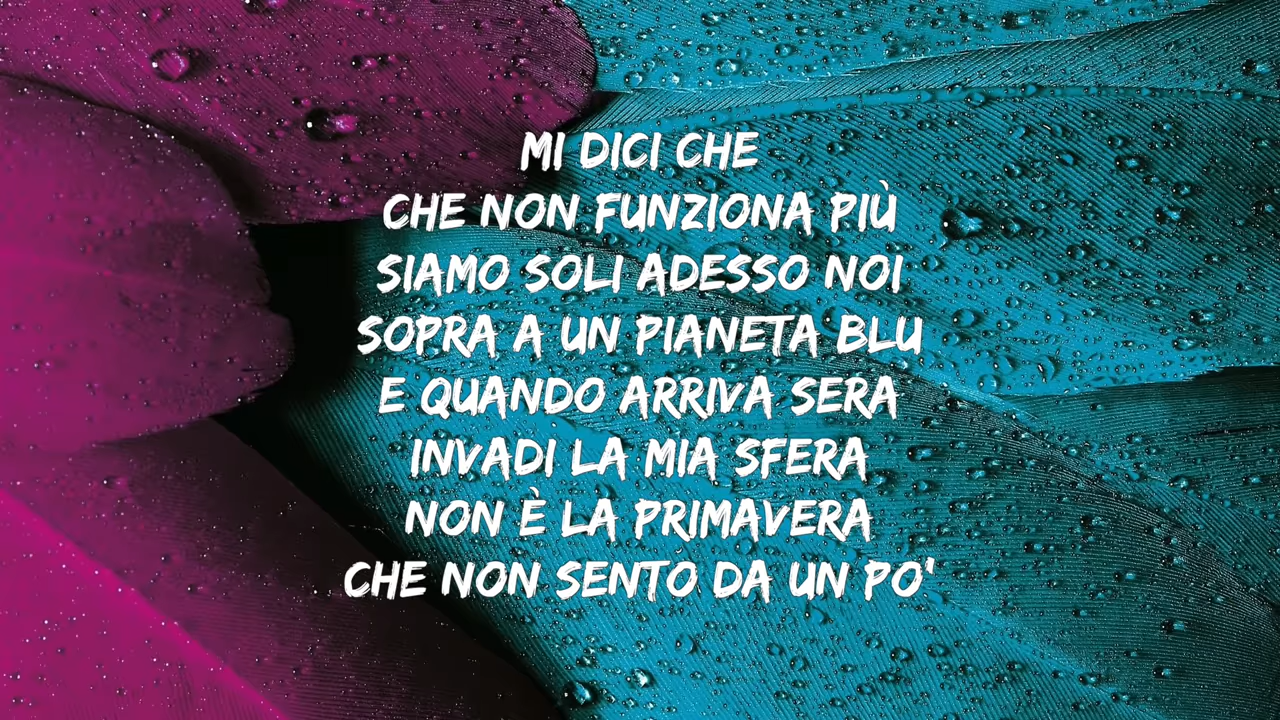 MI DICI CHE
CHE NON FUNZIONA PIÙ
SIAMO SOLI ADESSO NOI
SOPRA A UN PIANETA BLU
E QUANDO ARRIVA SERA
INVADI LA MIA SFERA
NON È LA PRIMAVERA
CHE NON SENTO DA UN PO'